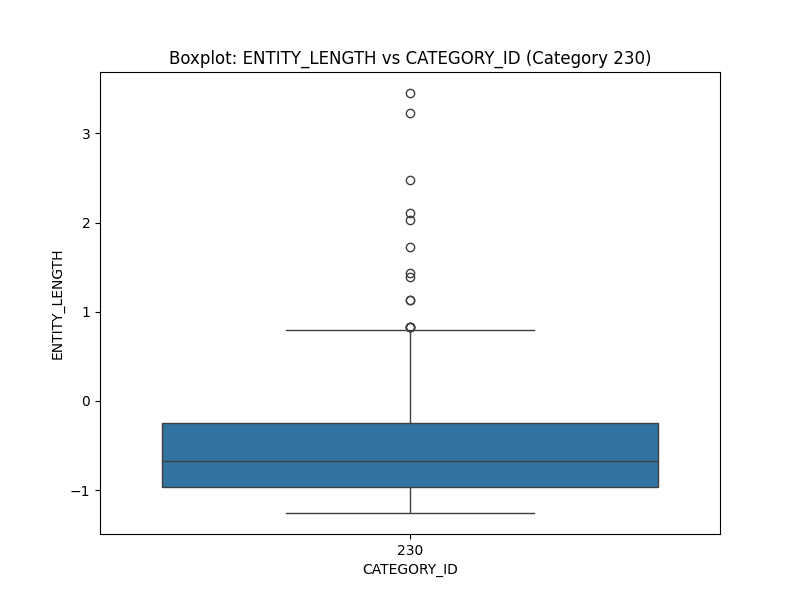 Boxplot: ENTITY_LENGTH vs CATEGORY_ID (Category 230)
ENTITY_LENGTH
3
2
1
0
−1
230
CATEGORY_ID